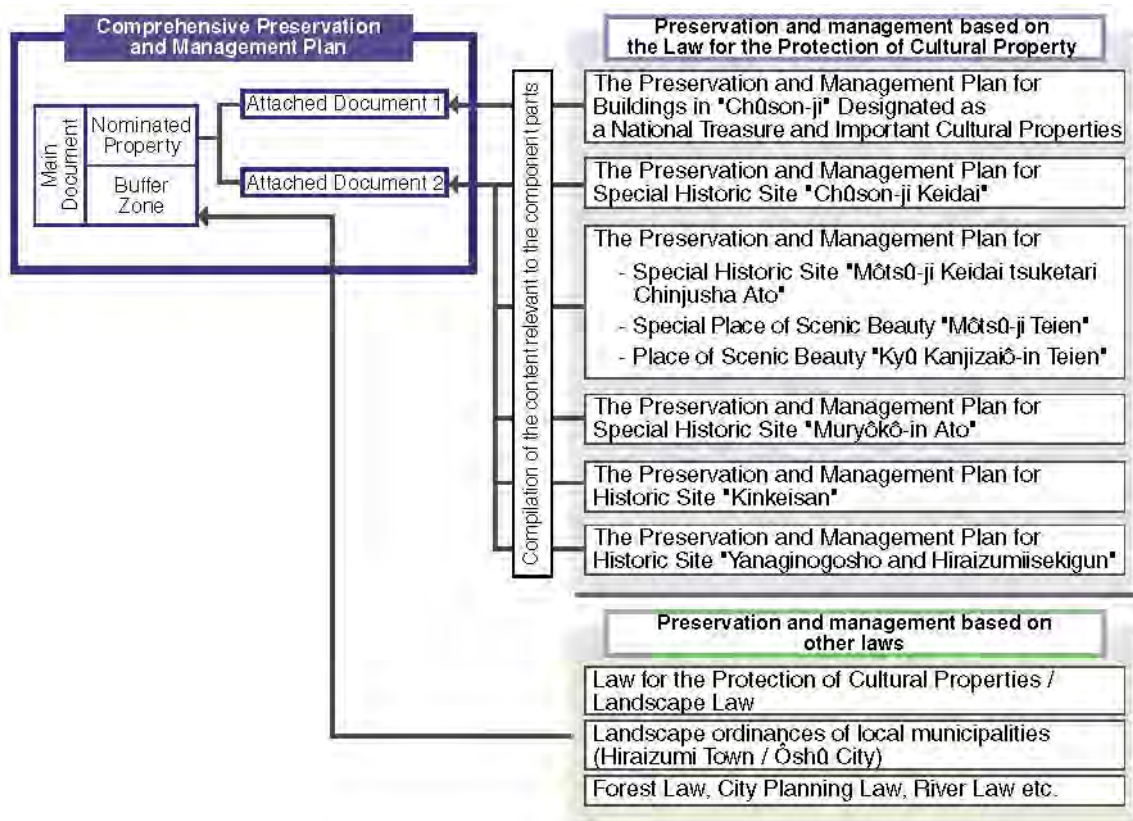 Comprehensive Preservation
and Management Plan
Main
Document
Nominated
Property
Buffer
Zone
Attached Document 1
Attached Document 2
Compilation of the content relevant to the component parts
Preservation and management based on
the Law for the Protection of Cultural Property
The Preservation and Management Plan for
Buildings in "Chûson-ji" Designated as
a National Treasure and Important Cultural Properties
The Preservation and Management Plan for
Special Historic Site "Chûson-ji Keidai"
The Preservation and Management Plan for
- Special Historic Site "Môtsû-ji Keidai tsuketari
Chinjusha Ato"
- Special Place of Scenic Beauty "Môtsû-ji Teien"
- Place of Scenic Beauty "Kyû Kanjizaiô-in Teien"
The Preservation and Management Plan for
Special Historic Site "Muryôkô-in Ato"
The Preservation and Management Plan for
Historic Site "Kinkeisan"
The Preservation and Management Plan for
Historic Site "Yanaginogosho and Hiraizumiisekigun"
Preservation and management based on
other laws
Law for the Protection of Cultural Properties /
Landscape Law
Landscape ordinances of local municipalities
(Hiraizumi Town / Ôshû City)
Forest Law, City Planning Law, River Law etc.